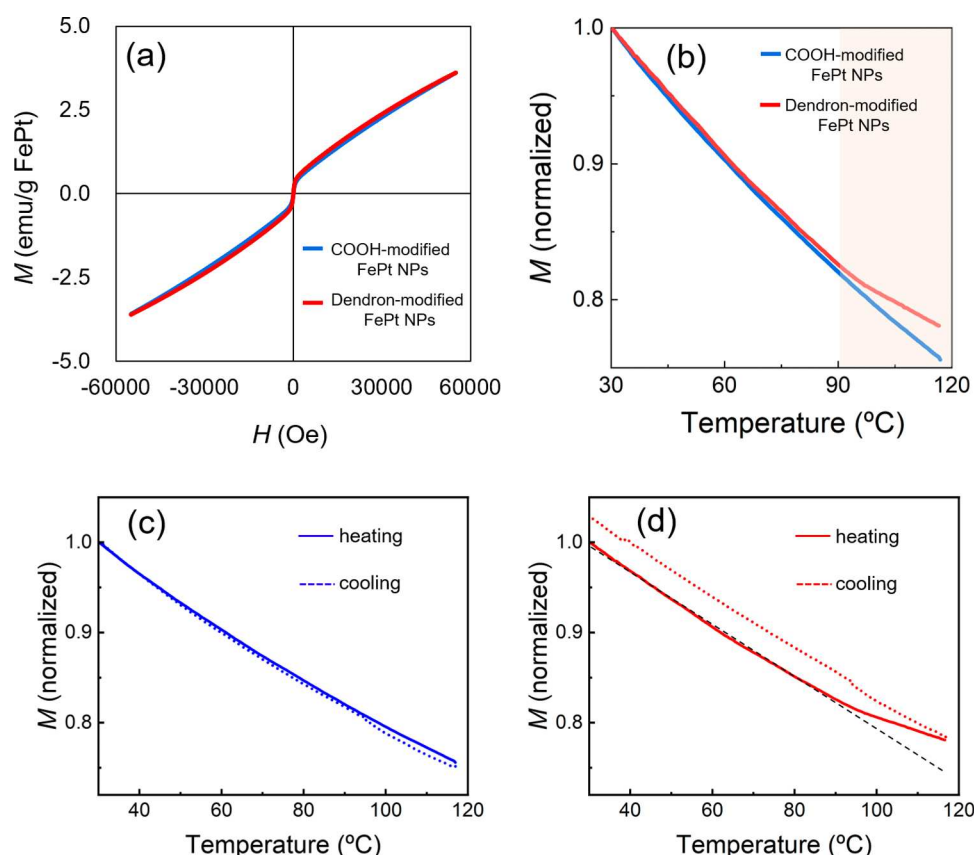 (a)
5.0
2.5
0.0
-2.5
-5.0
M (emu/g FePt)
COOH-modified
FePt NPs
Dendron-modified
FePt NPs
-60000 -30000 0 30000 60000
H (Oe)
(b)
1.0
0.9
0.8
M (normalized)
COOH-modified
FePt NPs
Dendron-modified
FePt NPs
30 60 90 120
Temperature (ºC)
(c)
1.0
0.9
0.8
M (normalized)
heating
cooling
40 60 80 100 120
Temperature (ºC)
(d)
1.0
0.9
0.8
M (normalized)
heating
cooling
40 60 80 100 120
Temperature (ºC)